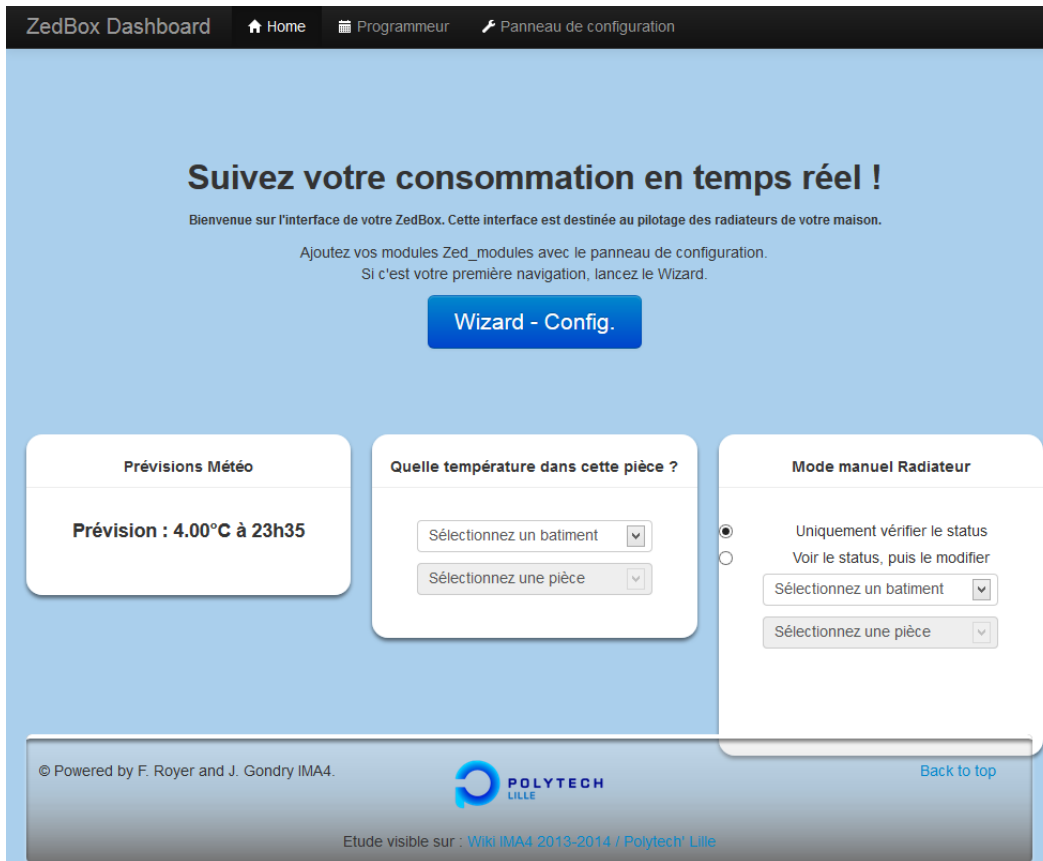 ZedBox Dashboard Home Programmeur Panneau de configuration
Suivez votre consommation en temps réel !
Bienvenue sur l'interface de votre ZedBox. Cette interface est destinée au pilotage des radiateurs de votre maison.
Ajoutez vos modules Zed_modules avec le panneau de configuration.
Si c'est votre première navigation, lancez le Wizard.
Wizard - Config.
Prévisions Météo
Prévision : 4.00°C à 23h35
Quelle température dans cette pièce ?
Sélectionnez un batiment
Sélectionnez une pièce
Mode manuel Radiateur
Uniquement vérifier le status
Voir le status, puis le modifier
Sélectionnez un batiment
Sélectionnez une pièce
© Powered by F. Royer and J. Gondry IMA4.
POLYTECH
LILLE
Back to top
Etude visible sur : Wiki IMA4 2013-2014 / Polytech' Lille